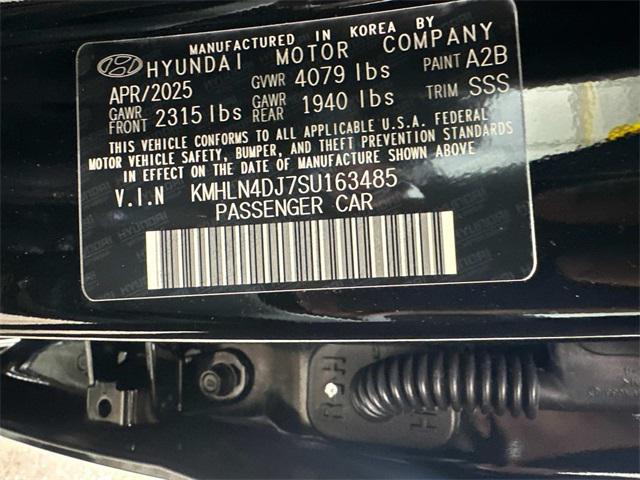 MANUFACTURED IN KOREA BY
HYUNDAI MOTOR COMPANY
APR/2025 GVWR 4079 lbs PAINT A2B
GAWR FRONT 2315 lbs GAWR REAR 1940 lbs TRIM SSS
THIS VEHICLE CONFORMS TO ALL APPLICABLE U.S.A. FEDERAL
MOTOR VEHICLE SAFETY, BUMPER, AND THEFT PREVENTION STANDARDS
IN EFFECT ON THE DATE OF MANUFACTURE SHOWN ABOVE.
V.I.N KMHLN4DJ7SU163485
PASSENGER CAR